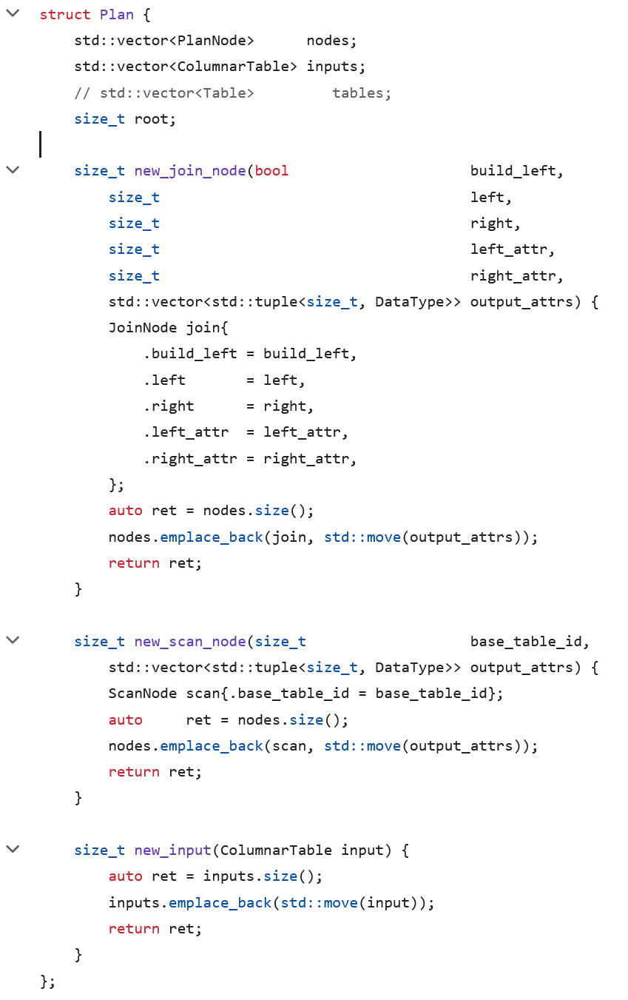 struct Plan {
    std::vector<PlanNode>      nodes;
    std::vector<ColumnarTable> inputs;
    // std::vector<Table>         tables;
    size_t root;

    size_t new_join_node(bool                     build_left,
        size_t                                    left,
        size_t                                    right,
        size_t                                    left_attr,
        size_t                                    right_attr,
        std::vector<std::tuple<size_t, DataType>> output_attrs) {
        JoinNode join{
            .build_left = build_left,
            .left       = left,
            .right      = right,
            .left_attr  = left_attr,
            .right_attr = right_attr,
        };
        auto ret = nodes.size();
        nodes.emplace_back(join, std::move(output_attrs));
        return ret;
    }

    size_t new_scan_node(size_t                   base_table_id,
        std::vector<std::tuple<size_t, DataType>> output_attrs) {
        ScanNode scan{.base_table_id = base_table_id};
        auto     ret = nodes.size();
        nodes.emplace_back(scan, std::move(output_attrs));
        return ret;
    }

    size_t new_input(ColumnarTable input) {
        auto ret = inputs.size();
        inputs.emplace_back(std::move(input));
        return ret;
    }
};